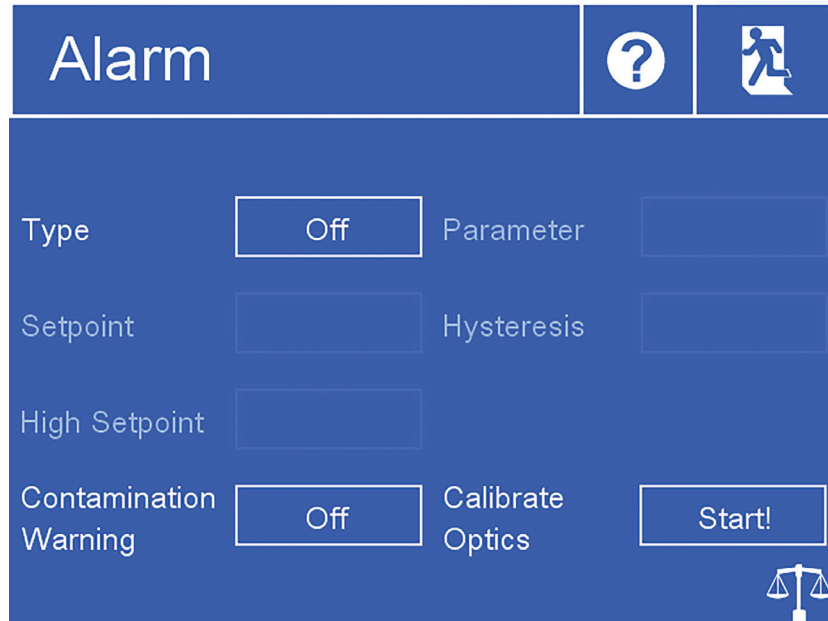 Alarm ?
Type Off Parameter
Setpoint Hysteresis
High Setpoint
Contamination Off Calibrate Start!
Warning Optics